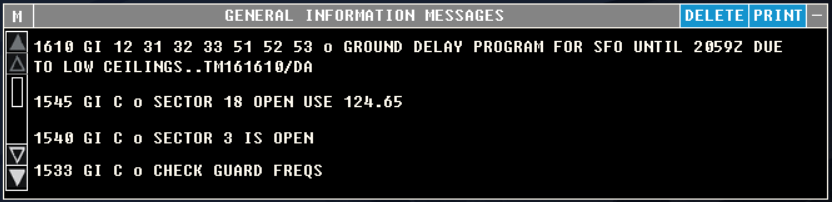 M GENERAL INFORMATION MESSAGES DELETE PRINT –
1610 GI 12 31 32 33 51 52 53 o GROUND DELAY PROGRAM FOR SFO UNTIL 2059Z DUE
TO LOW CEILINGS..TM161610/DA
1545 GI C o SECTOR 18 OPEN USE 124.65
1540 GI C o SECTOR 3 IS OPEN
1533 GI C o CHECK GUARD FREQS